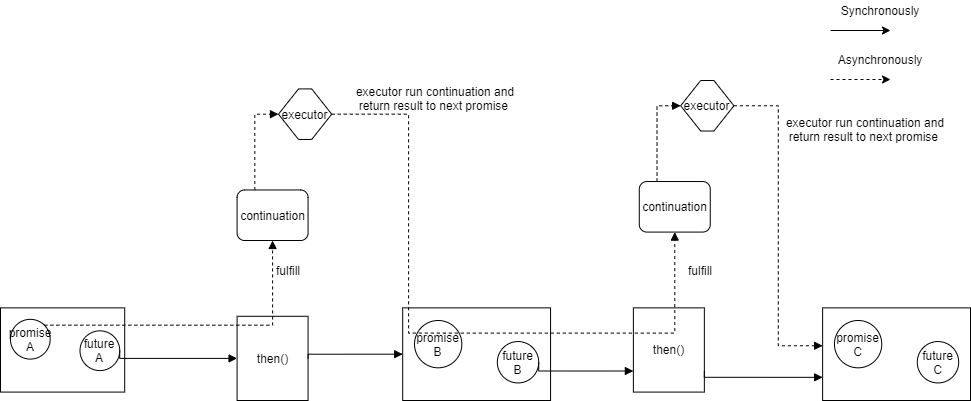 Synchronously
Asynchronously
executor run continuation and
return result to next promise
executor
executor
executor run continuation and
return result to next promise
continuation
continuation
fulfill
fulfill
promise
A
future
A
then()
promise
B
future
B
then()
promise
C
future
C